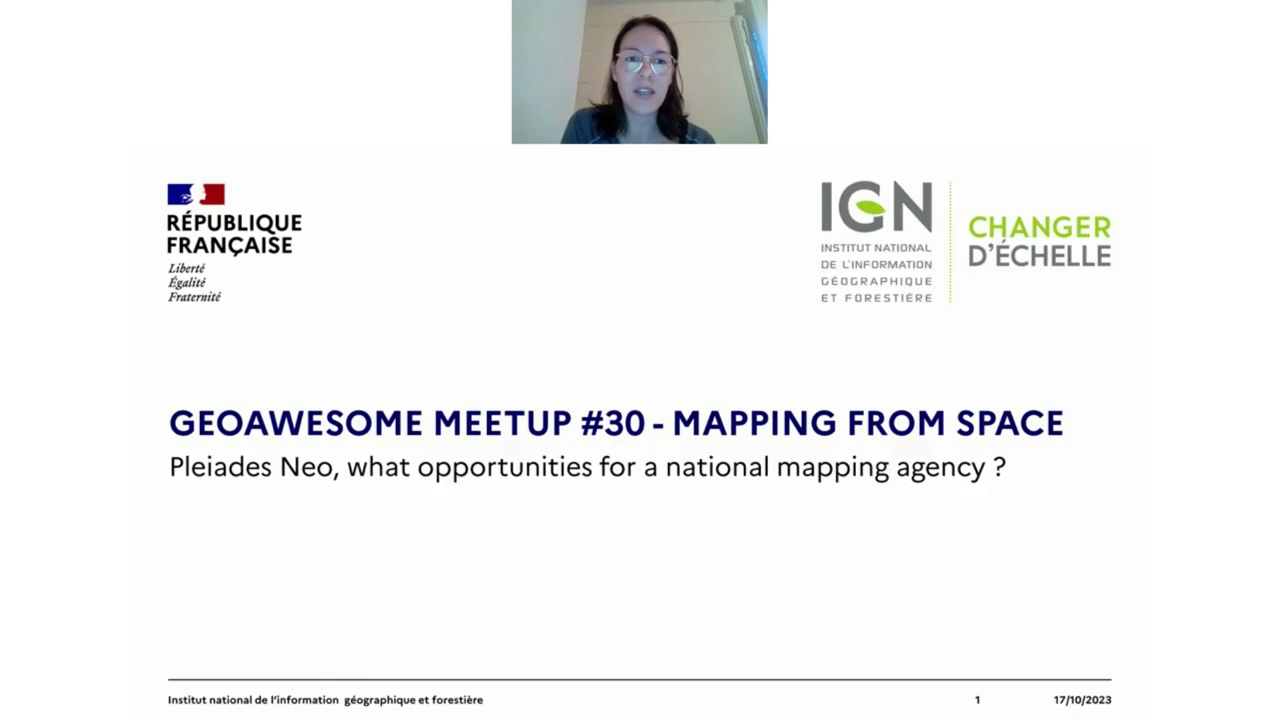 RÉPUBLIQUE
FRANÇAISE
Liberté
Égalité
Fraternité
IGN
INSTITUT NATIONAL
DE L'INFORMATION
GÉOGRAPHIQUE
ET FORESTIÈRE
CHANGER
D'ÉCHELLE
GEOAWESOME MEETUP #30 - MAPPING FROM SPACE
Pleiades Neo, what opportunities for a national mapping agency ?
Institut national de l'information géographique et forestière 1 17/10/2023